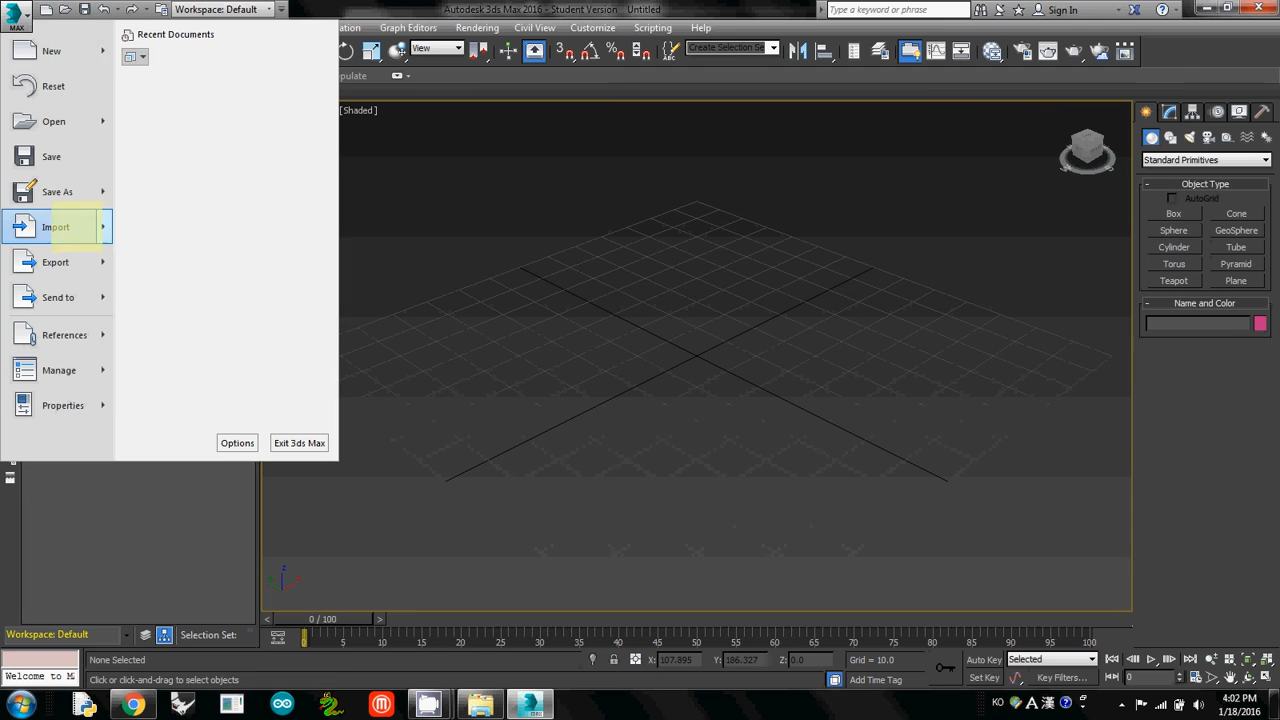 MAX
Workspace: Default
Autodesk 3ds Max 2016 - Student Version
Untitled
Type a keyword or phrase
Sign In
Graph Editors
Rendering
Civil View
Customize
Scripting
Help
View
Create Selection Se
[Shaded ]
Recent Documents
New
Reset
Open
Save
Save As
Import
Export
Send to
References
Manage
Properties
Options
Exit 3ds Max
Standard Primitives
Object Type
AutoGrid
Box
Cone
Sphere
GeoSphere
Cylinder
Tube
Torus
Pyramid
Teapot
Plane
Name and Color
z
0 / 100
Workspace: Default
Selection Set:
0 5 10 15 20 25 30 35 40 45 50 55 60 65 70 75 80 85 90 95 100
None Selected
X: 107.895
Y: 186.327
Z: 0.0
Grid = 10.0
Auto Key
Selected
Welcome to M
Click or click-and-drag to select objects
Add Time Tag
Set Key
Key Filters...
0
KO
A 漢
4:02 PM
1/18/2016